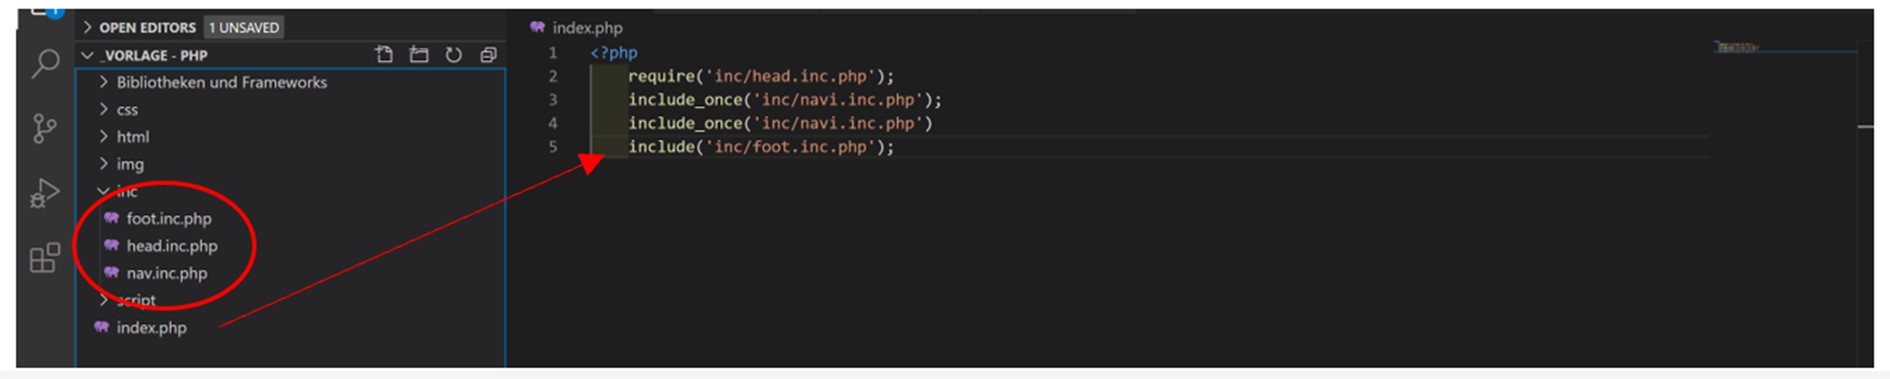 OPEN EDITORS 1 UNSAVED
_VORLAGE - PHP
Bibliotheken und Frameworks
css
html
img
inc
foot.inc.php
head.inc.php
nav.inc.php
script
index.php
index.php
1 <?php
2 require('inc/head.inc.php');
3 include_once('inc/navi.inc.php');
4 include_once('inc/navi.inc.php')
5 include('inc/foot.inc.php');